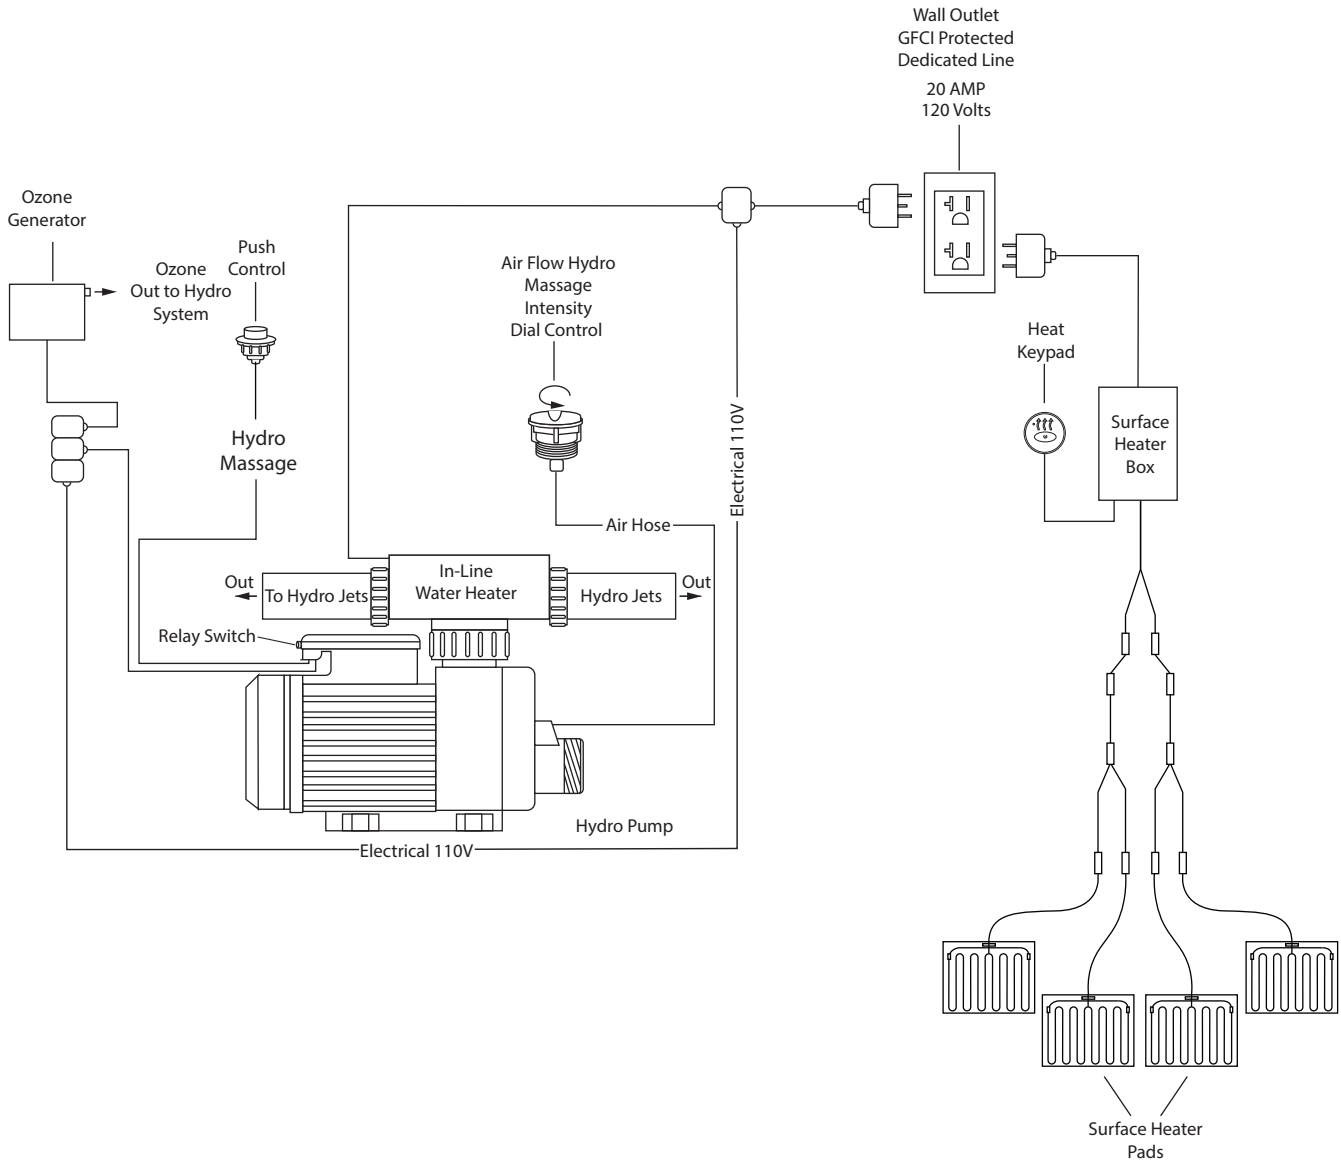 Wall Outlet
GFCI Protected
Dedicated Line
20 AMP
120 Volts
Ozone
Generator
Push
Control
Ozone
Out to Hydro
System
Air Flow Hydro
Massage
Intensity
Dial Control
Heat
Keypad
Surface
Heater
Box
Hydro
Massage
Electrical 110V
Air Hose
In-Line
Water Heater
Out
To Hydro Jets
Hydro Jets
Out
Relay Switch
Hydro Pump
Electrical 110V
Surface Heater
Pads